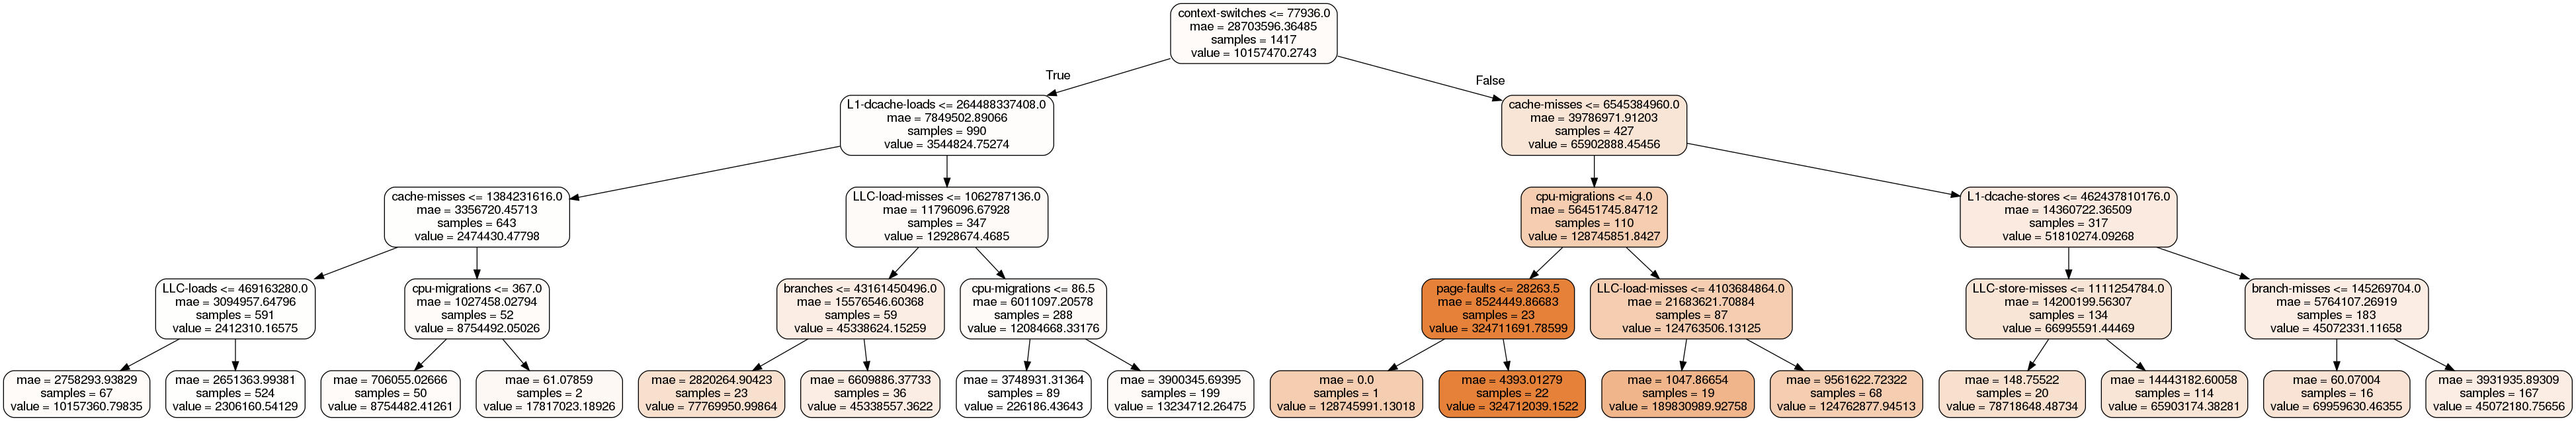 context-switches <= 77936.0
mae = 28703596.36485
samples = 1417
value = 10157470.2743
True
False
L1-dcache-loads <= 264488337408.0
mae = 7849502.89066
samples = 990
value = 3544824.75274
cache-misses <= 6545384960.0
mae = 39786971.91203
samples = 427
value = 65902888.45456
cache-misses <= 1384231616.0
mae = 3356720.45713
samples = 643
value = 2474430.47798
LLC-load-misses <= 1062787136.0
mae = 11796096.67928
samples = 347
value = 12928674.4685
cpu-migrations <= 4.0
mae = 56451745.84712
samples = 110
value = 128745851.8427
L1-dcache-stores <= 462437810176.0
mae = 14360722.36509
samples = 317
value = 51810274.09268
LLC-loads <= 469163280.0
mae = 3094957.64796
samples = 591
value = 2412310.16575
cpu-migrations <= 367.0
mae = 1027458.02794
samples = 52
value = 8754492.05026
branches <= 43161450496.0
mae = 15576546.60368
samples = 59
value = 45338624.15259
cpu-migrations <= 86.5
mae = 6011097.20578
samples = 288
value = 12084668.33176
page-faults <= 28263.5
mae = 8524449.86683
samples = 23
value = 324711691.78599
LLC-load-misses <= 4103684864.0
mae = 21683621.70884
samples = 87
value = 124763506.13125
LLC-store-misses <= 1111254784.0
mae = 14200199.56307
samples = 134
value = 66995591.44469
branch-misses <= 145269704.0
mae = 5764107.26919
samples = 183
value = 45072331.11658
mae = 2758293.93829
samples = 67
value = 10157360.79835
mae = 2651363.99381
samples = 524
value = 2306160.54129
mae = 706055.02666
samples = 50
value = 8754482.41261
mae = 61.07859
samples = 2
value = 17817023.18926
mae = 2820264.90423
samples = 23
value = 77769950.99864
mae = 6609886.37733
samples = 36
value = 45338557.3622
mae = 3748931.31364
samples = 89
value = 226186.43643
mae = 3900345.69395
samples = 199
value = 13234712.26475
mae = 0.0
samples = 1
value = 128745991.13018
mae = 4393.01279
samples = 22
value = 324712039.1522
mae = 1047.86654
samples = 19
value = 189830989.92758
mae = 9561622.72322
samples = 68
value = 124762877.94513
mae = 148.75522
samples = 20
value = 78718648.48734
mae = 14443182.60058
samples = 114
value = 65903174.38281
mae = 60.07004
samples = 16
value = 69959630.46355
mae = 3931935.89309
samples = 167
value = 45072180.75656